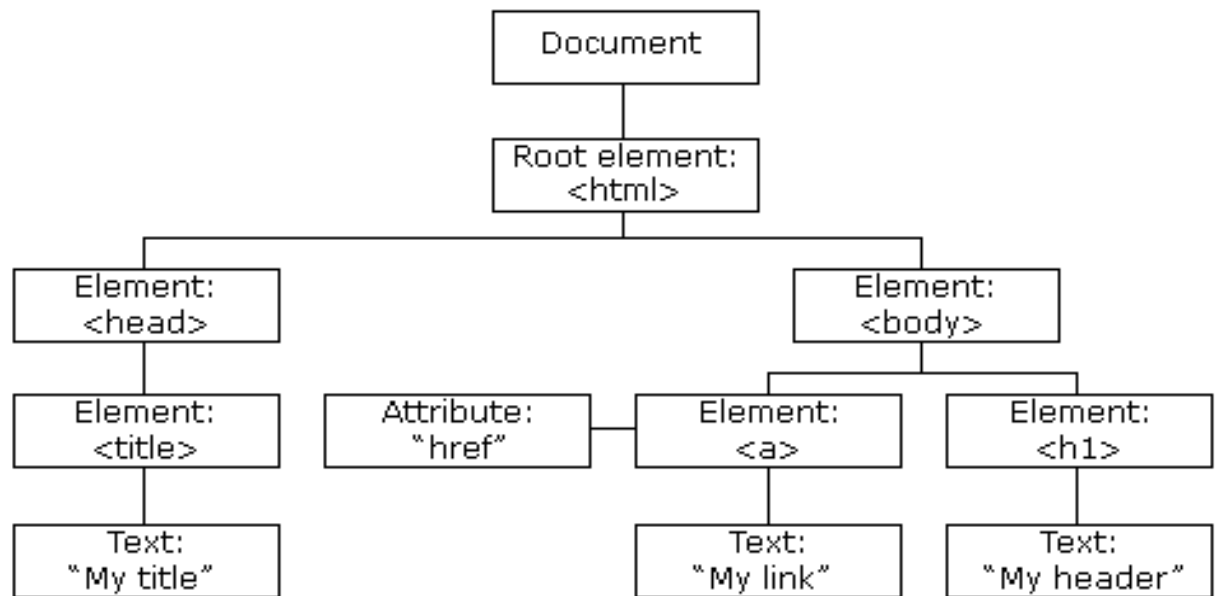 Document
Root element:
<html>
Element:
<head>
Element:
<body>
Element:
<title>
Attribute:
“href”
Element:
<a>
Element:
<h1>
Text:
“My title”
Text:
“My link”
Text:
“My header”